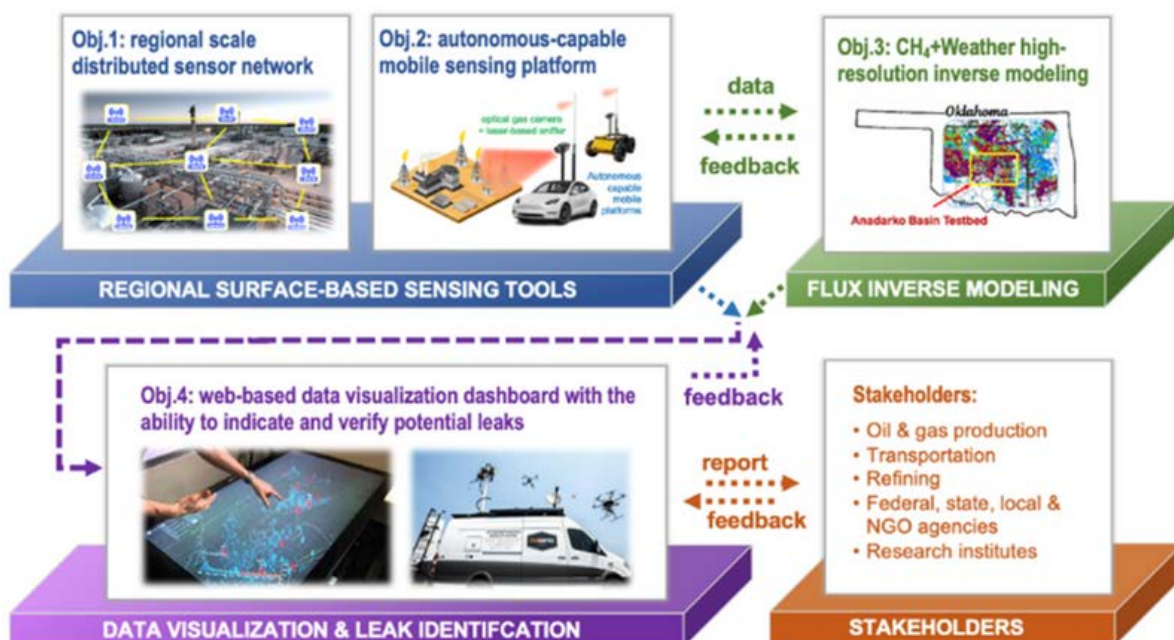 Obj.1: regional scale
distributed sensor network
Obj.2: autonomous-capable
mobile sensing platform
optical gas camera
+ laser-based sniffer
Autonomous
capable
mobile
platforms
data
feedback
Obj.3: CH₄+Weather high-
resolution inverse modeling
Oklahoma
Anadarko Basin Testbed
REGIONAL SURFACE-BASED SENSING TOOLS
FLUX INVERSE MODELING
Obj.4: web-based data visualization dashboard with the
ability to indicate and verify potential leaks
feedback
report
feedback
Stakeholders:
• Oil & gas production
• Transportation
• Refining
• Federal, state, local &
NGO agencies
• Research institutes
DATA VISUALIZATION & LEAK IDENTIFCATION
STAKEHOLDERS